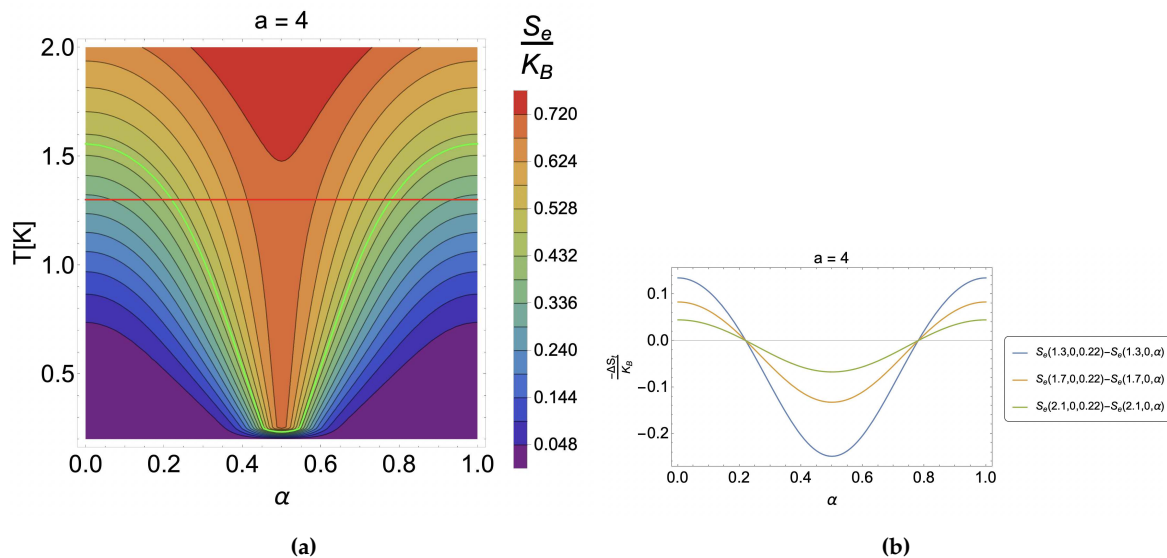 a = 4
S_e
K_B
2.0
1.5
1.0
0.5
T[K]
0.720
0.624
0.528
0.432
0.336
0.240
0.144
0.048
0.0 0.2 0.4 0.6 0.8 1.0
α
(a)
a = 4
0.1
0.0
-0.1
-0.2
K_B
0.0 0.2 0.4 0.6 0.8 1.0
α
S_e(1.3,0,0.22)-S_e(1.3,0,α)
S_e(1.7,0,0.22)-S_e(1.7,0,α)
S_e(2.1,0,0.22)-S_e(2.1,0,α)
(b)